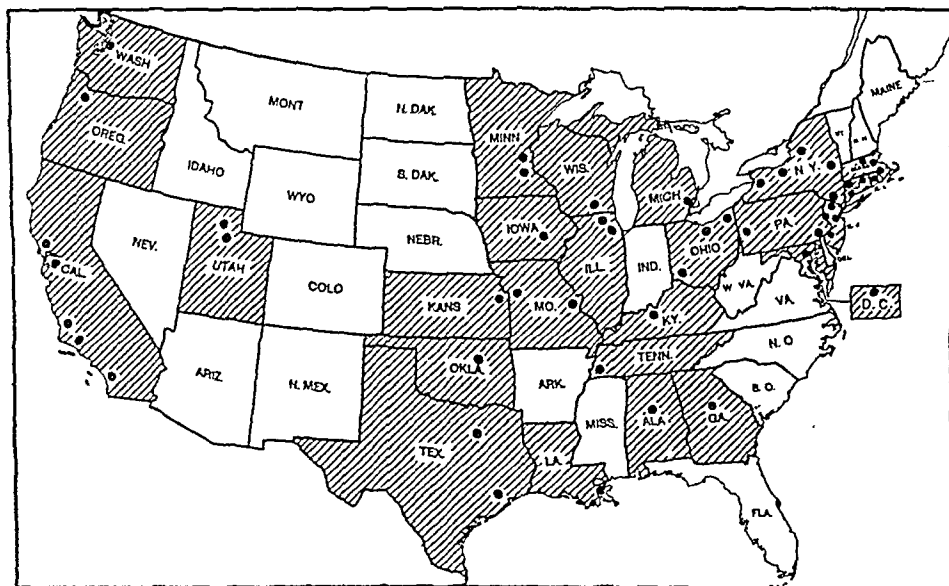 WASH
MONT
N. DAK.
MINN
MAINE
OREG.
IDAHO
S. DAK.
WIS.
N.Y.
WYO
MICH
NEBR.
IOWA
PA.
NEV.
UTAH
COLO
ILL.
IND.
OHIO
DEL
CAL.
KANS
MO.
W VA.
VA.
D. C.
KY.
ARIZ.
N. MEX.
OKLA.
TENN.
N. O
ARK.
S. O.
TEX.
LA.
MISS.
ALA
GA.
FLA.